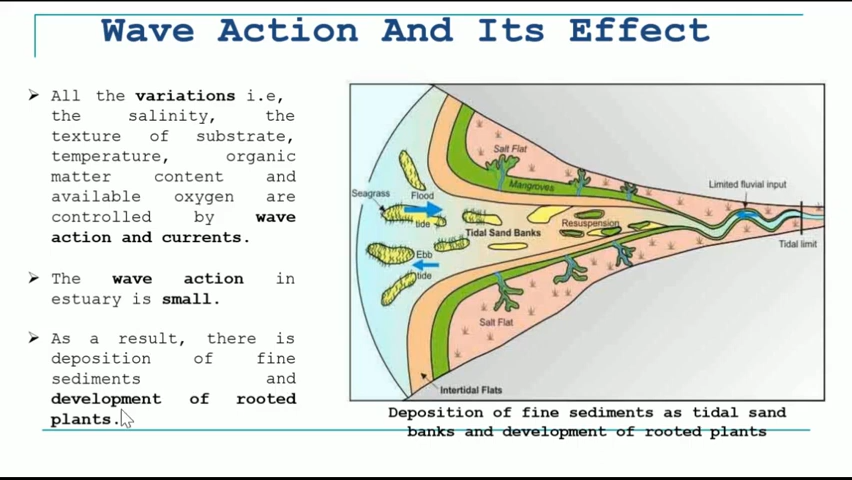 Wave Action And Its Effect
➢ All the variations i.e,
the salinity, the
texture of substrate,
temperature, organic
matter content and
available oxygen are
controlled by wave
action and currents.
➢ The wave action in
estuary is small.
➢ As a result, there is
deposition of fine
sediments and
development of rooted
plants.
Salt Flat
Mangroves
Seagrass
Flood
tide
Tidal Sand Banks
Resuspension
Limited fluvial input
Tidal limit
Ebb
tide
Salt Flat
Intertidal Flats
Deposition of fine sediments as tidal sand
banks and development of rooted plants